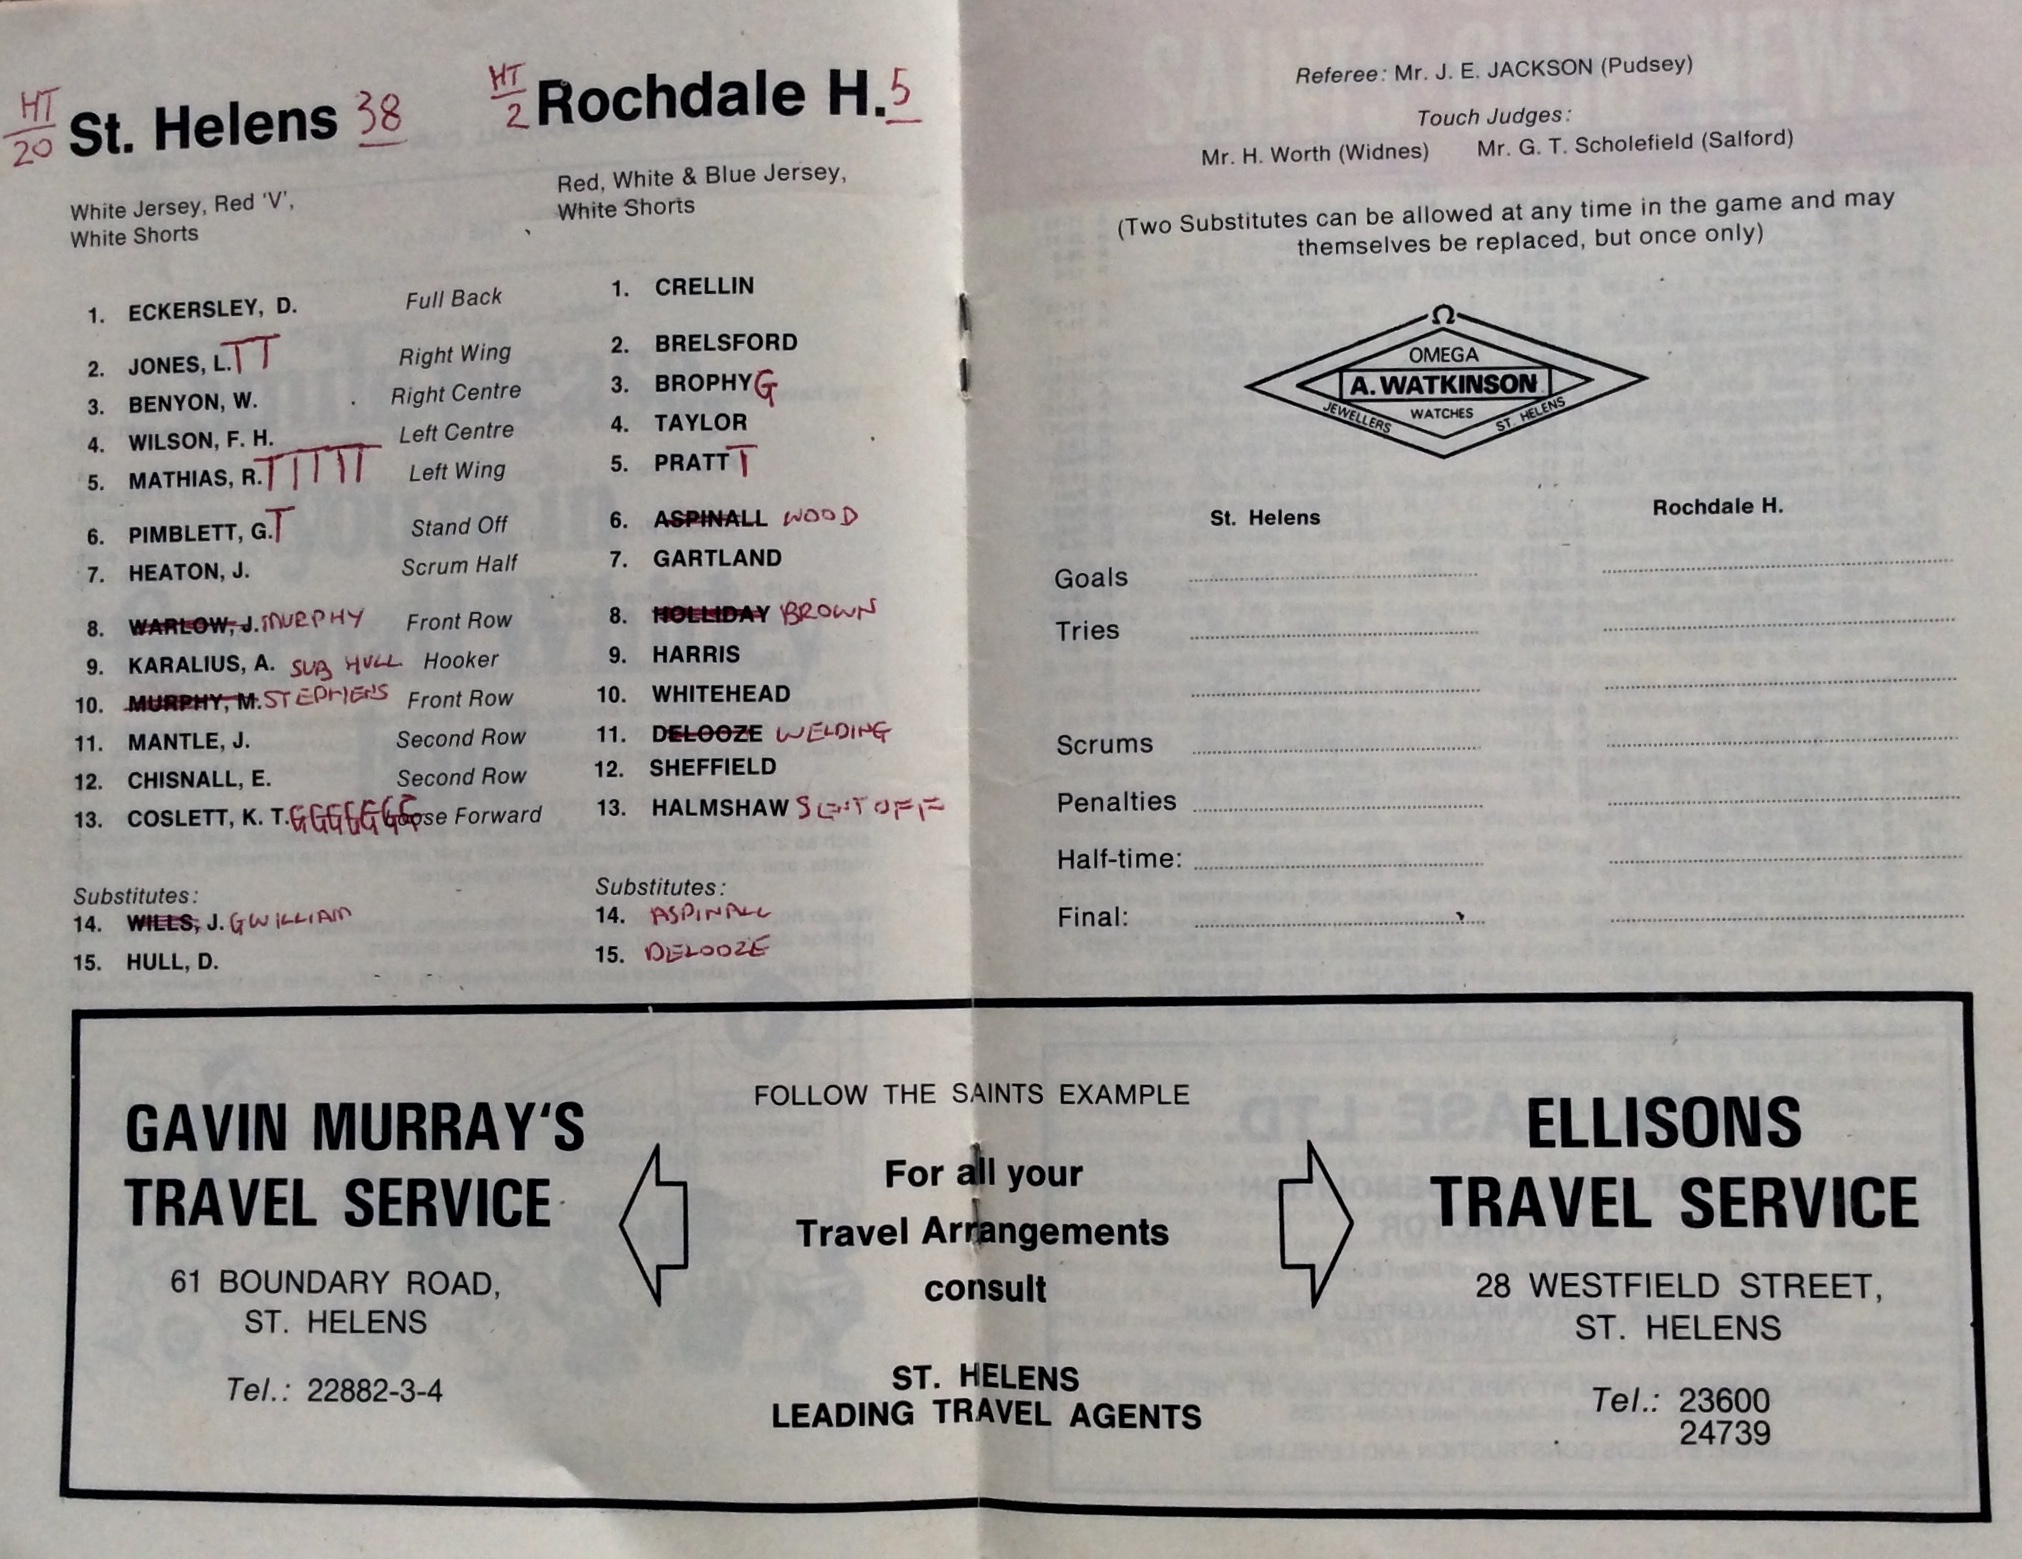 HT
20
St. Helens 38
HT
2
Rochdale H. 5
White Jersey, Red 'V',
White Shorts
Red, White & Blue Jersey,
White Shorts
1. ECKERSLEY, D. Full Back 1. CRELLIN
2. JONES, L. T T Right Wing 2. BRELSFORD
3. BENYON, W. Right Centre 3. BROPHY G
4. WILSON, F. H. Left Centre 4. TAYLOR
5. MATHIAS, R. T T T T T Left Wing 5. PRATT T
6. PIMBLETT, G. T Stand Off 6. ASPINALL WOOD
7. HEATON, J. Scrum Half 7. GARTLAND
8. WARLOW, J. MURPHY Front Row 8. HOLLIDAY BROWN
9. KARALIUS, A. SUB HULL Hooker 9. HARRIS
10. MURPHY, M. STEPHENS Front Row 10. WHITEHEAD
11. MANTLE, J. Second Row 11. DELOOZE WELDING
12. CHISNALL, E. Second Row 12. SHEFFIELD
13. COSLETT, K. T. GGGGGGG Loose Forward 13. HALMSHAW SENT OFF
Substitutes: Substitutes:
14. WILLS, J. GWILLIAM 14. ASPINALL
15. HULL, D. 15. DELOOZE
Referee: Mr. J. E. JACKSON (Pudsey)
Touch Judges:
Mr. H. Worth (Widnes) Mr. G. T. Scholefield (Salford)
(Two Substitutes can be allowed at any time in the game and may
themselves be replaced, but once only)
Ω
OMEGA
A. WATKINSON
JEWELLERS WATCHES ST. HELENS
St. Helens Rochdale H.
Goals
Tries
Scrums
Penalties
Half-time:
Final:
GAVIN MURRAY'S
TRAVEL SERVICE
61 BOUNDARY ROAD,
ST. HELENS
Tel.: 22882-3-4
FOLLOW THE SAINTS EXAMPLE
For all your
Travel Arrangements
consult
ST. HELENS
LEADING TRAVEL AGENTS
ELLISONS
TRAVEL SERVICE
28 WESTFIELD STREET,
ST. HELENS
Tel.: 23600
24739